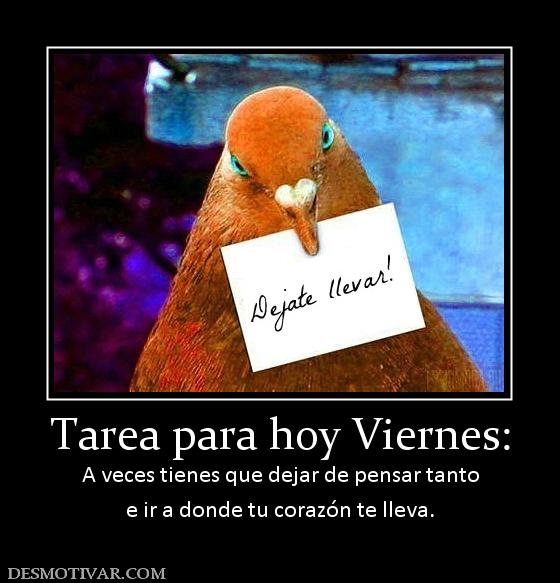 Dejate llevar!
Tarea para hoy Viernes:
A veces tienes que dejar de pensar tanto
e ir a donde tu corazón te lleva.
DESMOTIVAR.COM